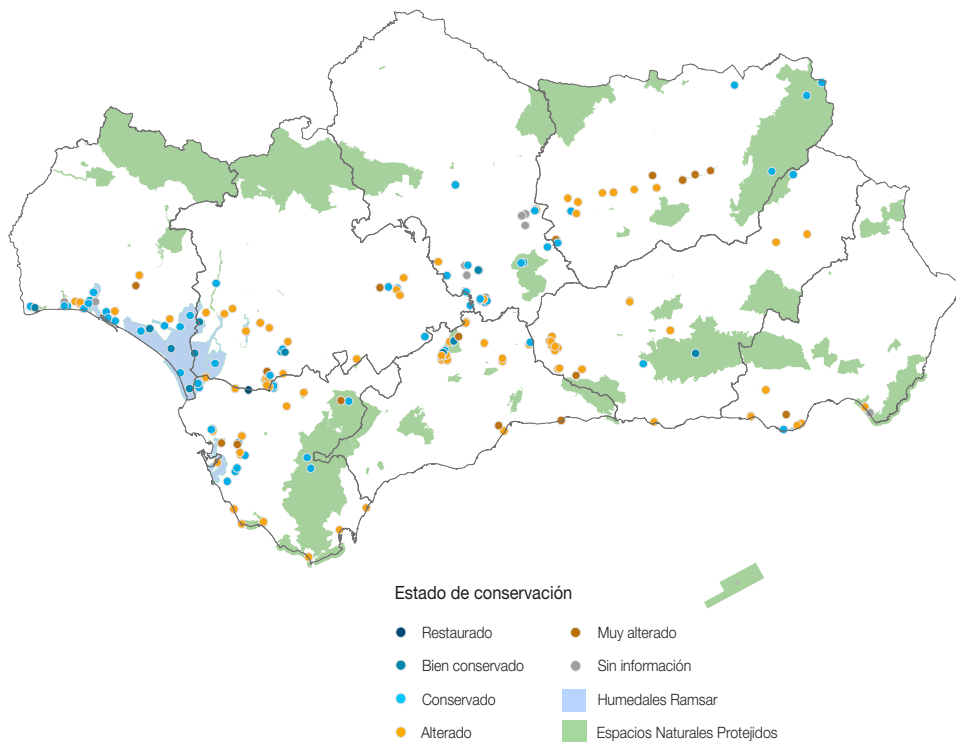 Estado de conservación
Restaurado
Bien conservado
Conservado
Alterado
Muy alterado
Sin información
Humedales Ramsar
Espacios Naturales Protejidos